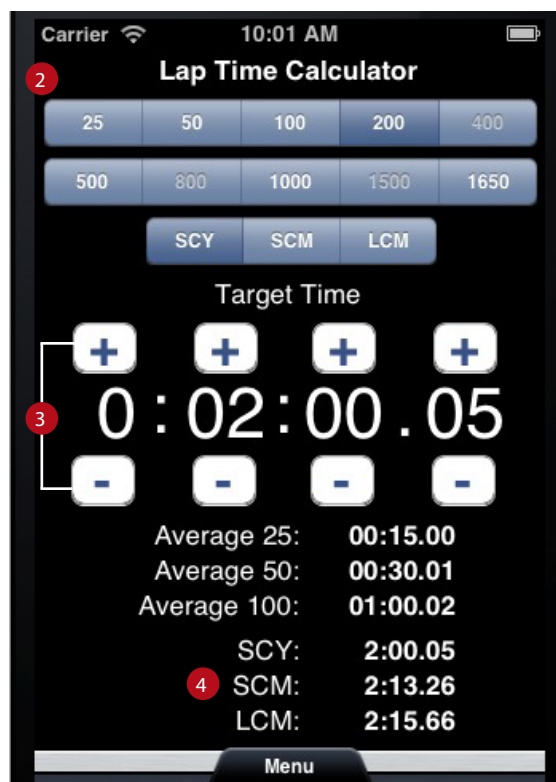 Carrier 10:01 AM
2
Lap Time Calculator
25 50 100 200 400
500 800 1000 1500 1650
SCY SCM LCM
Target Time
+ + + +
3
0 : 02 : 00 . 05
- - - -
Average 25: 00:15.00
Average 50: 00:30.01
Average 100: 01:00.02
SCY: 2:00.05
4 SCM: 2:13.26
LCM: 2:15.66
Menu